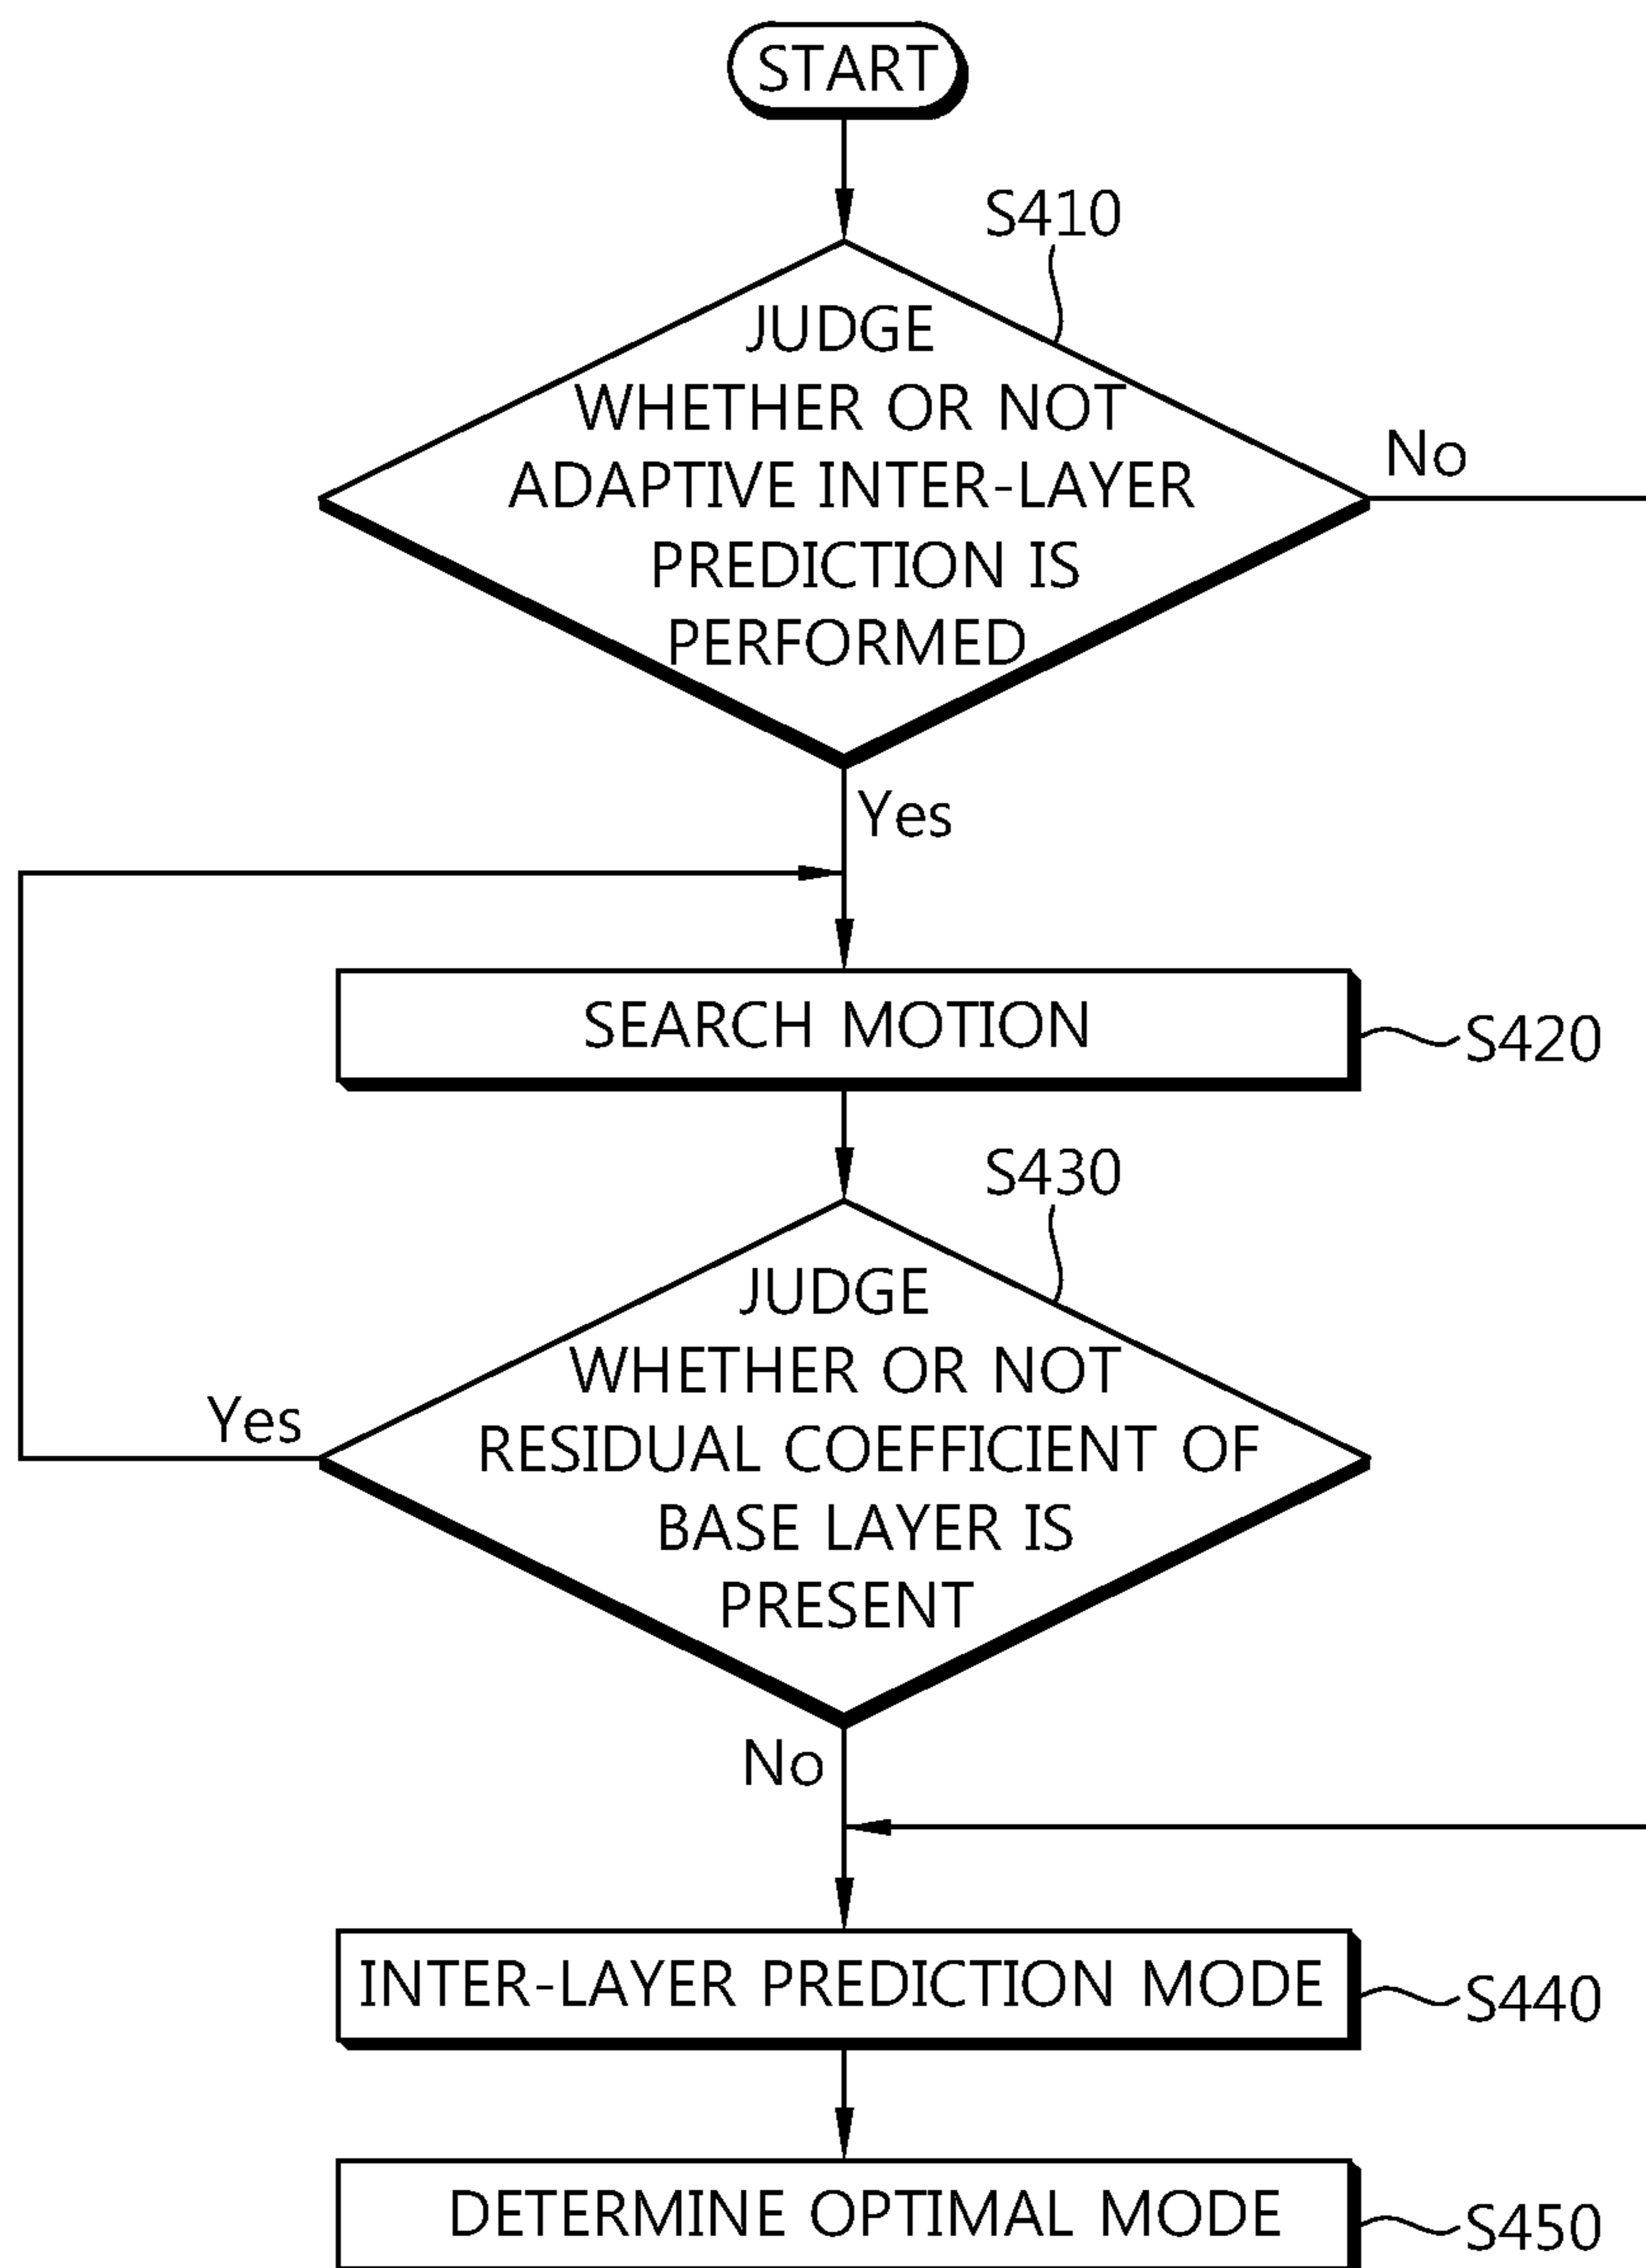 START
S410
JUDGE
WHETHER OR NOT
ADAPTIVE INTER-LAYER
PREDICTION IS
PERFORMED
No
Yes
SEARCH MOTION
S420
S430
JUDGE
WHETHER OR NOT
RESIDUAL COEFFICIENT OF
BASE LAYER IS
PRESENT
Yes
No
INTER-LAYER PREDICTION MODE
S440
DETERMINE OPTIMAL MODE
S450